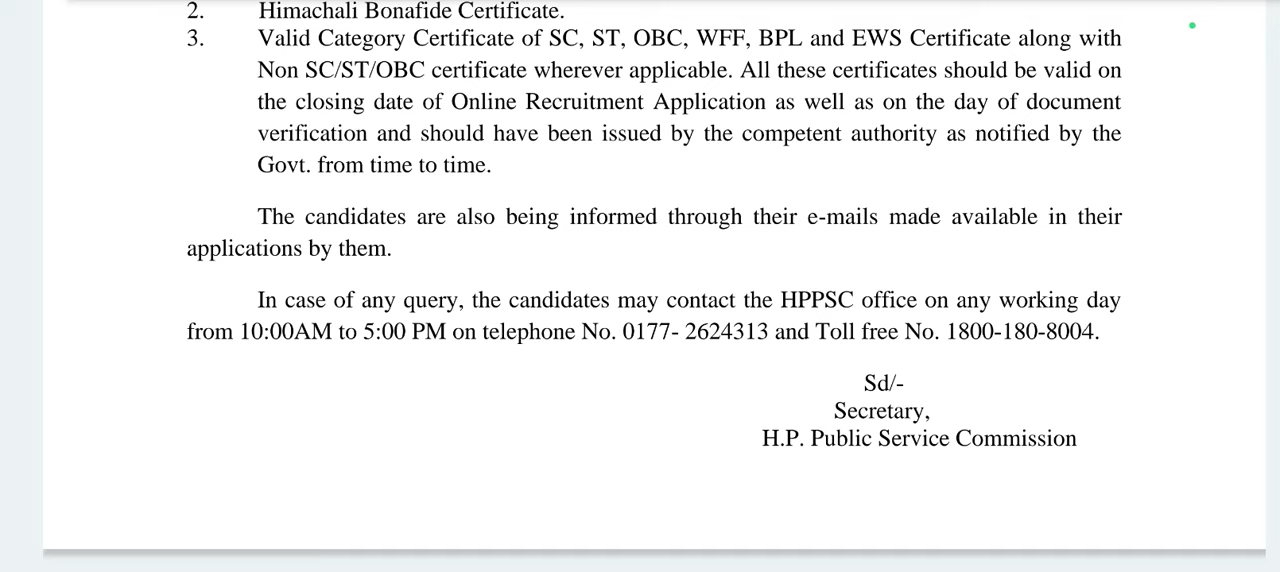 2. Himachali Bonafide Certificate.
3. Valid Category Certificate of SC, ST, OBC, WFF, BPL and EWS Certificate along with
Non SC/ST/OBC certificate wherever applicable. All these certificates should be valid on
the closing date of Online Recruitment Application as well as on the day of document
verification and should have been issued by the competent authority as notified by the
Govt. from time to time.
The candidates are also being informed through their e-mails made available in their
applications by them.
In case of any query, the candidates may contact the HPPSC office on any working day
from 10:00AM to 5:00 PM on telephone No. 0177- 2624313 and Toll free No. 1800-180-8004.
Sd/-
Secretary,
H.P. Public Service Commission